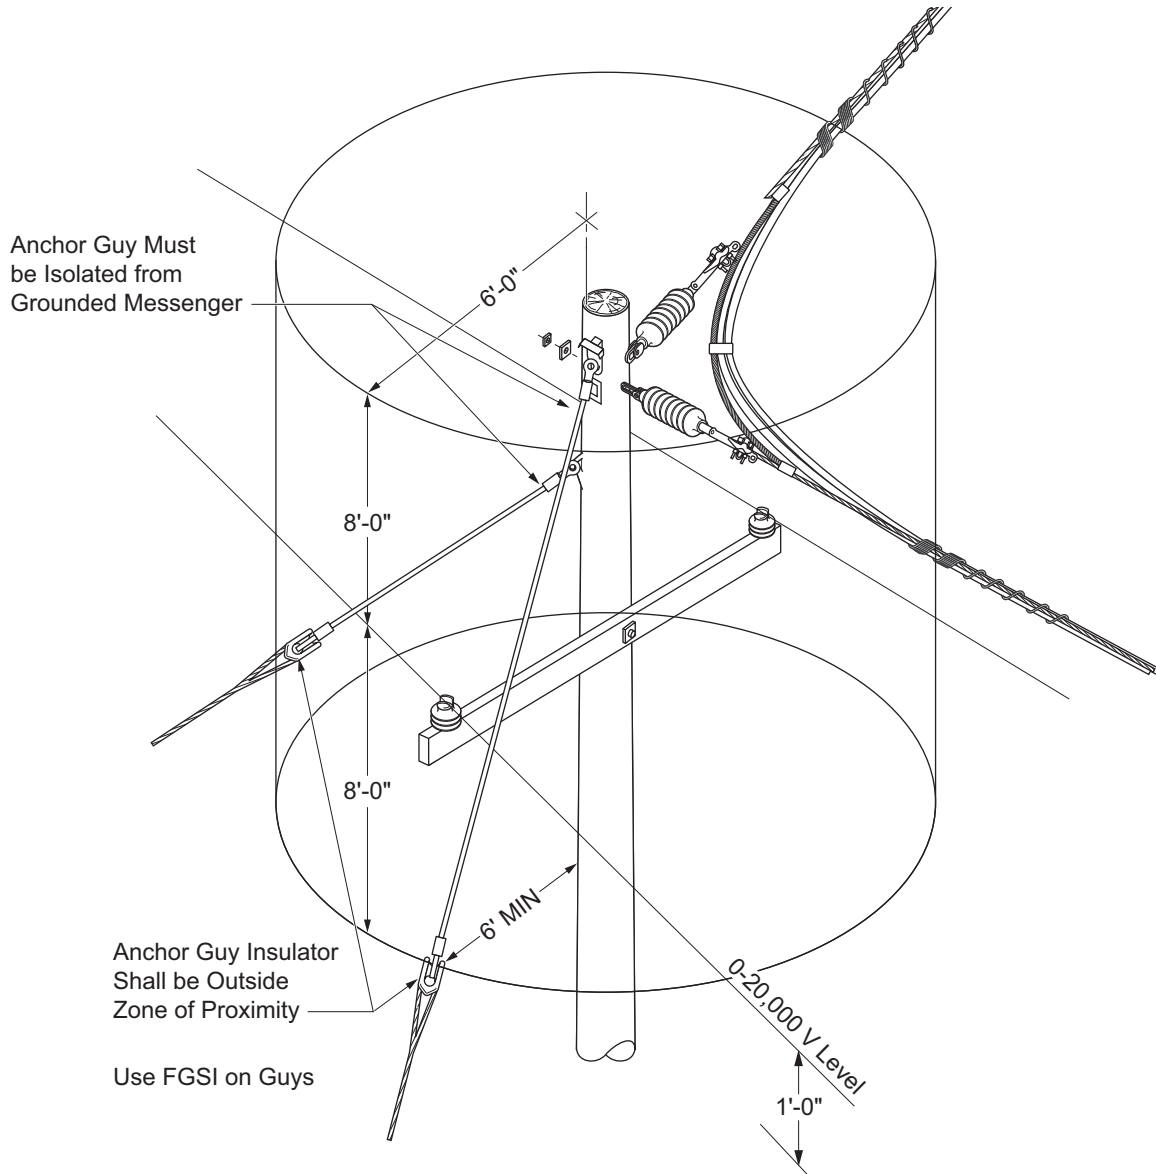 Anchor Guy Must
be Isolated from
Grounded Messenger
6'-0"
8'-0"
8'-0"
6' MIN
Anchor Guy Insulator
Shall be Outside
Zone of Proximity
Use FGSI on Guys
0-20,000 V Level
1'-0"